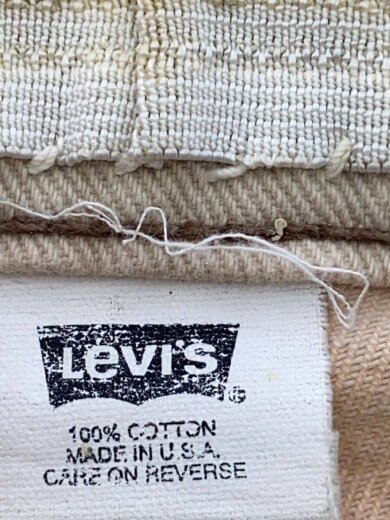 LeVI'S
®
100% COTTON
MADE IN U.S.A.
CARE ON REVERSE